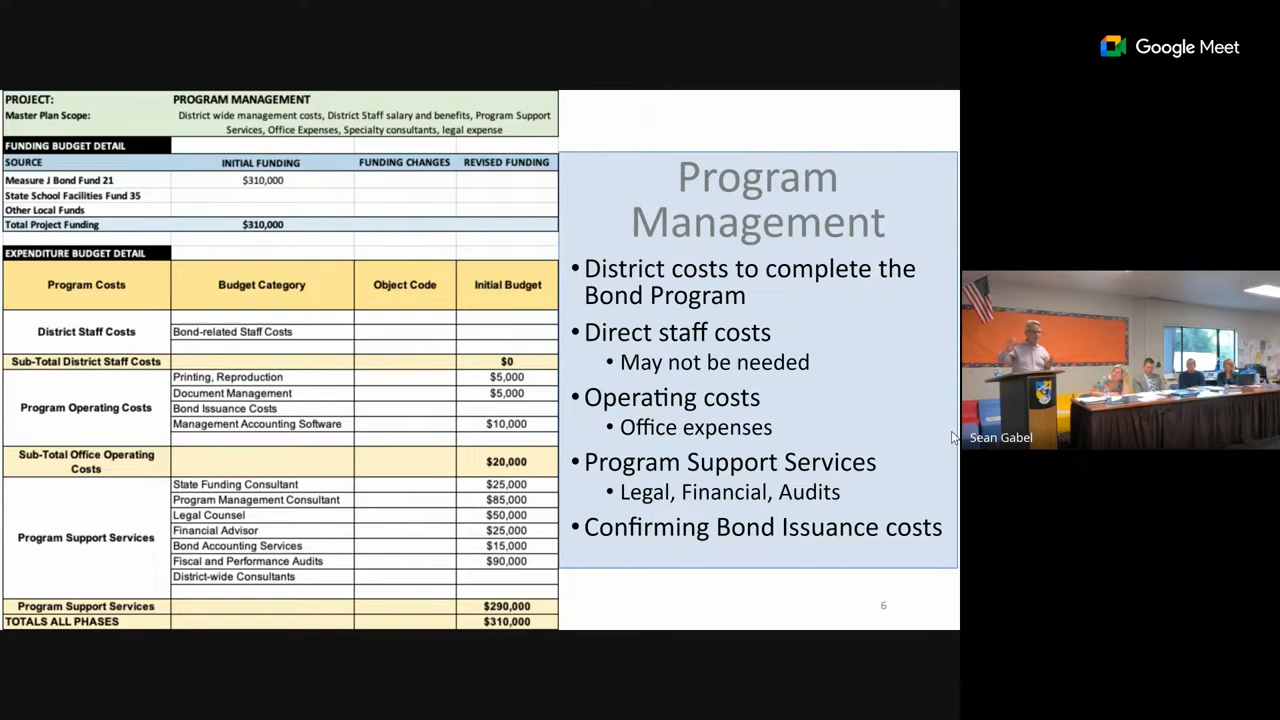 Google Meet
PROJECT: PROGRAM MANAGEMENT
Master Plan Scope: District wide management costs, District Staff salary and benefits, Program Support
Services, Office Expenses, Specialty consultants, legal expense
FUNDING BUDGET DETAIL
SOURCE INITIAL FUNDING FUNDING CHANGES REVISED FUNDING
Measure J Bond Fund 21 $310,000
State School Facilities Fund 35
Other Local Funds
Total Project Funding $310,000
EXPENDITURE BUDGET DETAIL
Program Costs Budget Category Object Code Initial Budget
District Staff Costs Bond-related Staff Costs
Sub-Total District Staff Costs $0
Printing, Reproduction $5,000
Document Management $5,000
Program Operating Costs Bond Issuance Costs
Management Accounting Software $10,000
Sub-Total Office Operating
Costs $20,000
State Funding Consultant $25,000
Program Management Consultant $85,000
Legal Counsel $50,000
Financial Advisor $25,000
Program Support Services
Bond Accounting Services $15,000
Fiscal and Performance Audits $90,000
District-wide Consultants
Program Support Services $290,000
TOTALS ALL PHASES $310,000
Program
Management
• District costs to complete the
Bond Program
• Direct staff costs
• May not be needed
• Operating costs
• Office expenses
• Program Support Services
• Legal, Financial, Audits
• Confirming Bond Issuance costs
6
Sean Gabel